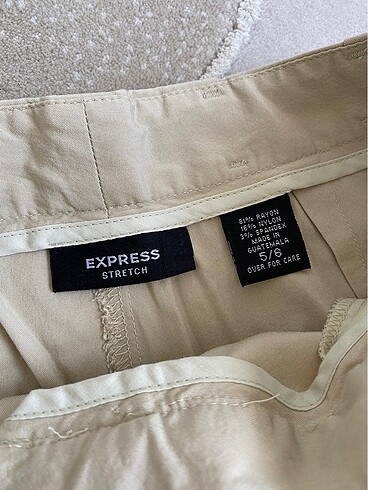 EXPRESS
STRETCH
81% RAYON
16% NYLON
3% SPANDEX
MADE IN
GUATEMALA
5/6
OVER FOR CARE